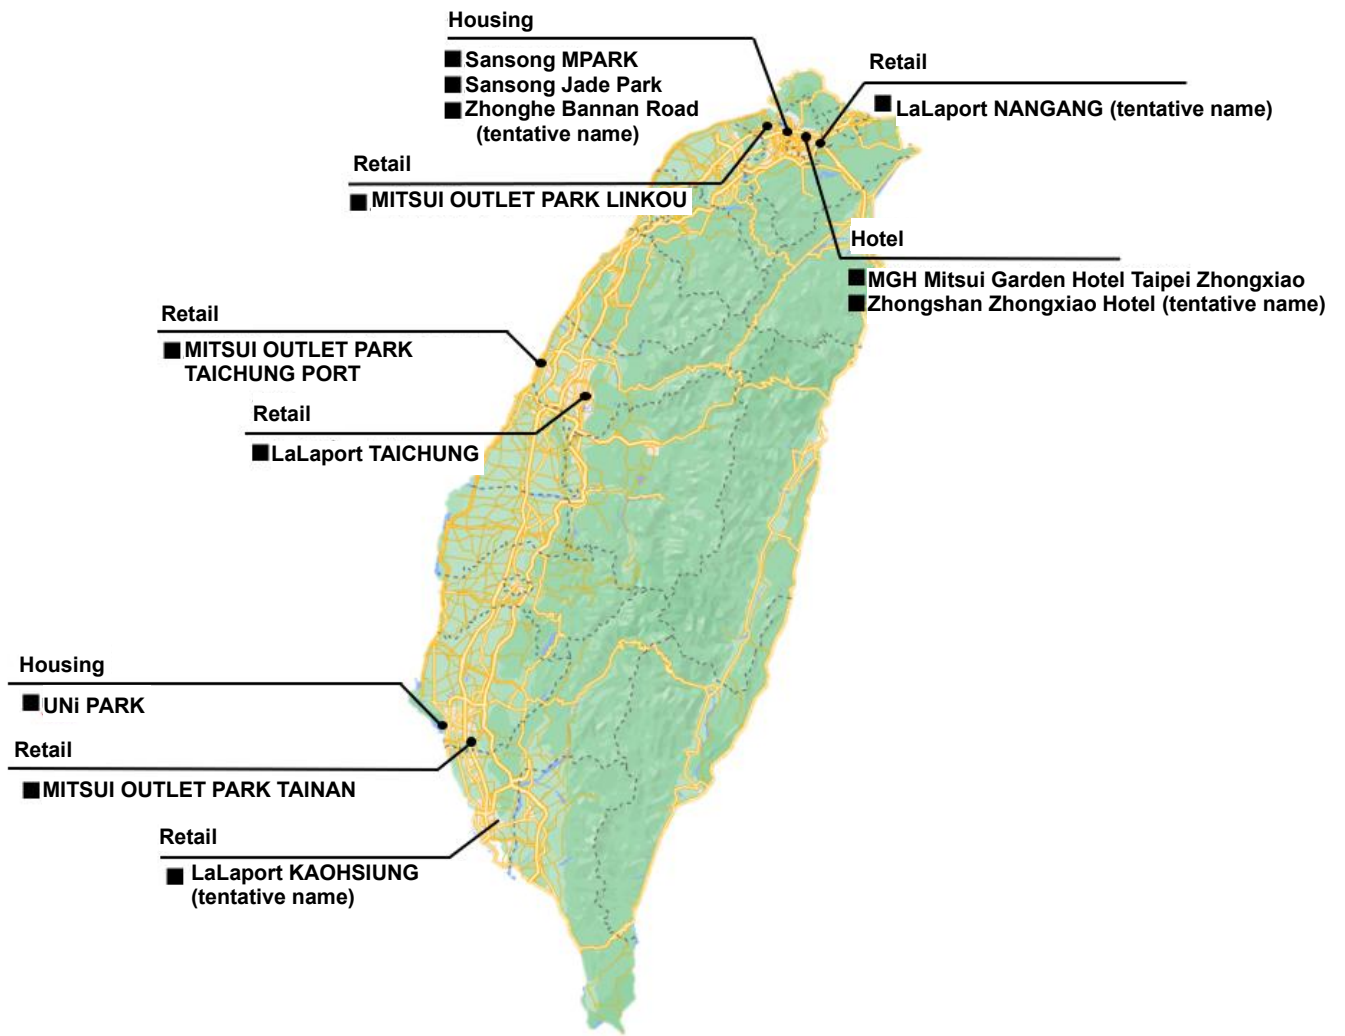 Housing
■Sansong MPARK
■Sansong Jade Park
■Zhonghe Bannan Road
(tentative name)
Retail
■LaLaport NANGANG (tentative name)
Retail
■MITSUI OUTLET PARK LINKOU
Hotel
■MGH Mitsui Garden Hotel Taipei Zhongxiao
■Zhongshan Zhongxiao Hotel (tentative name)
Retail
■MITSUI OUTLET PARK
TAICHUNG PORT
Retail
■LaLaport TAICHUNG
Housing
■UNi PARK
Retail
■MITSUI OUTLET PARK TAINAN
Retail
■LaLaport KAOHSIUNG
(tentative name)